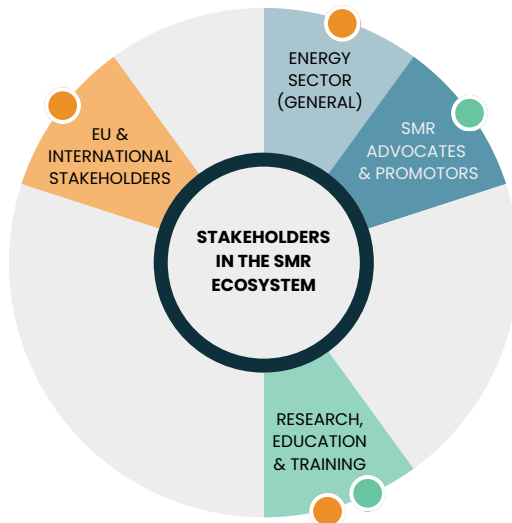 ENERGY
SECTOR
(GENERAL)
SMR
ADVOCATES
& PROMOTORS
EU &
INTERNATIONAL
STAKEHOLDERS
STAKEHOLDERS
IN THE SMR
ECOSYSTEM
RESEARCH,
EDUCATION
& TRAINING